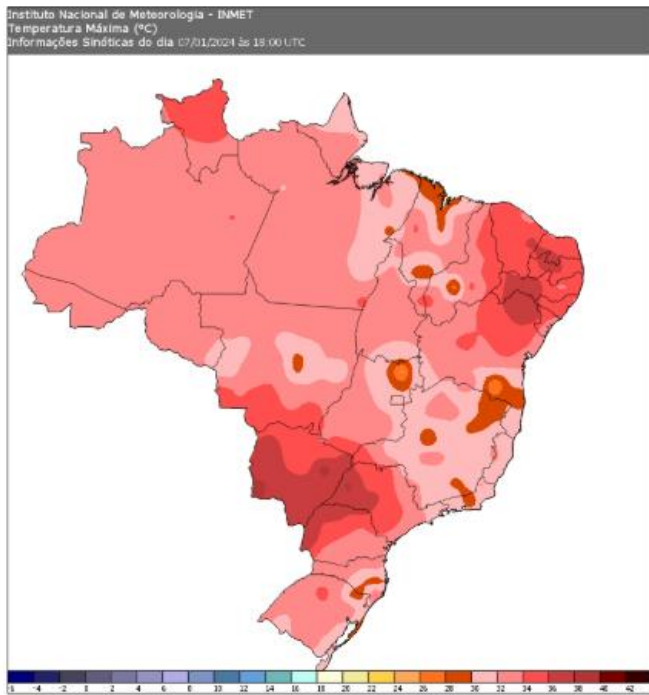 Instituto Nacional de Meteorologia - INMET
Temperatura Máxima (°C)
Informações Sinóticas do dia 07/01/2024 às 18:00 UTC
-4 -2 0 2 4 6 8 10 12 14 16 18 20 22 24 26 28 30 32 34 36 38 40 42